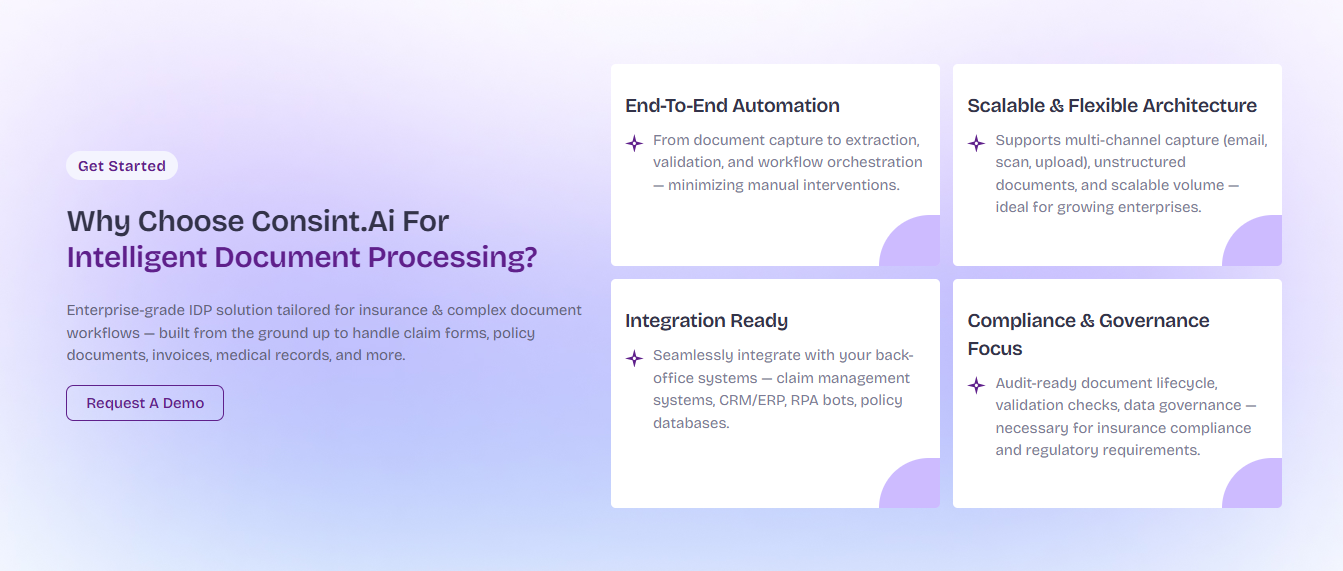 Get Started
Why Choose Consint.Ai For
Intelligent Document Processing?
Enterprise-grade IDP solution tailored for insurance & complex document
workflows — built from the ground up to handle claim forms, policy
documents, invoices, medical records, and more.
Request A Demo
End-To-End Automation
From document capture to extraction,
validation, and workflow orchestration
— minimizing manual interventions.
Scalable & Flexible Architecture
Supports multi-channel capture (email,
scan, upload), unstructured
documents, and scalable volume —
ideal for growing enterprises.
Integration Ready
Seamlessly integrate with your back-
office systems — claim management
systems, CRM/ERP, RPA bots, policy
databases.
Compliance & Governance
Focus
Audit-ready document lifecycle,
validation checks, data governance —
necessary for insurance compliance
and regulatory requirements.